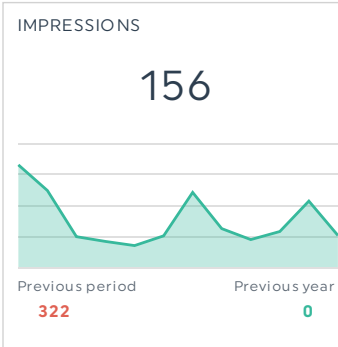 IMPRESSIONS
156
Previous period
Previous year
322
0